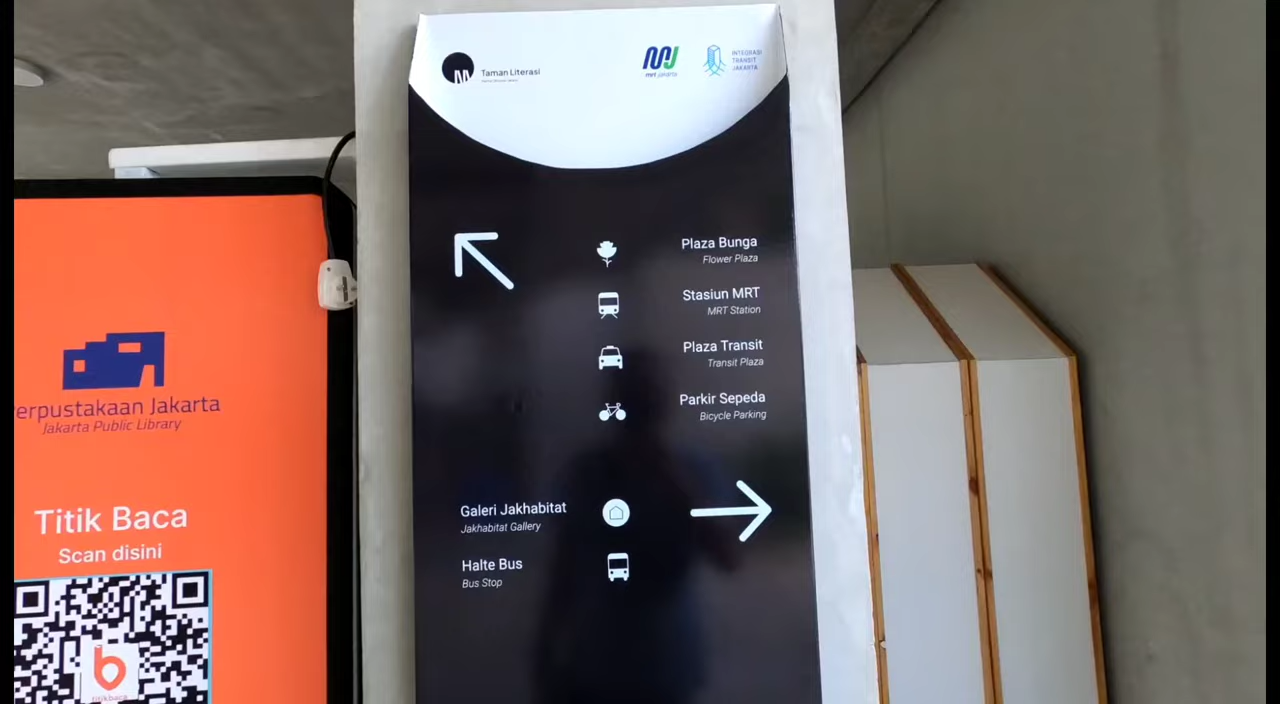 Taman Literasi
mrt jakarta
INTEGRASI
TRANSIT
JAKARTA
Plaza Bunga
Flower Plaza
Stasiun MRT
MRT Station
Plaza Transit
Transit Plaza
Parkir Sepeda
Bicycle Parking
Galeri Jakhabitat
Jakhabitat Gallery
Halte Bus
Bus Stop
erpustakaan Jakarta
Jakarta Public Library
Titik Baca
Scan disini
titikbaca